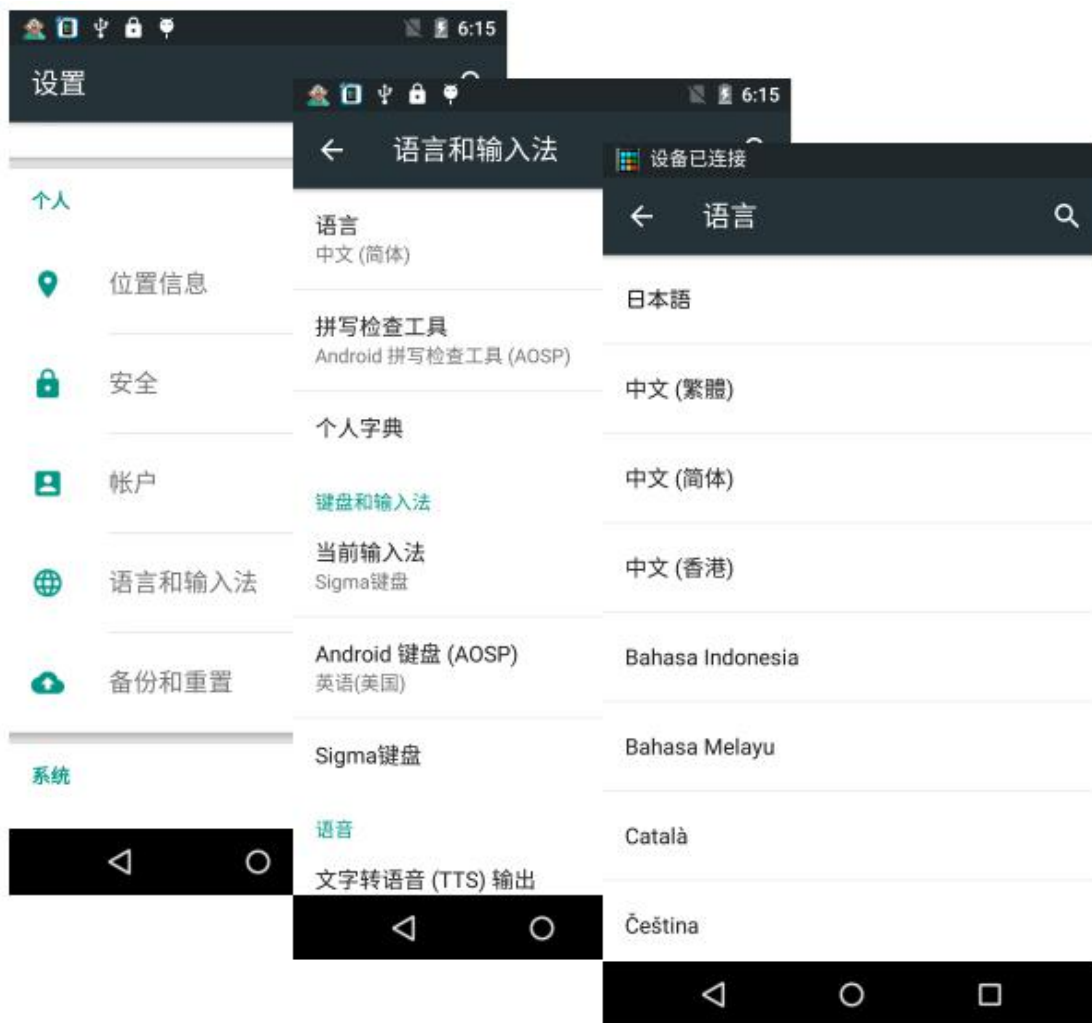 6:15
设置
个人
位置信息
安全
帐户
语言和输入法
备份和重置
系统
6:15
语言和输入法
语言
中文 (简体)
拼写检查工具
Android 拼写检查工具 (AOSP)
个人字典
键盘和输入法
当前输入法
Sigma键盘
Android 键盘 (AOSP)
英语(美国)
Sigma键盘
语音
文字转语音 (TTS) 输出
设备已连接
语言
日本語
中文 (繁體)
中文 (简体)
中文 (香港)
Bahasa Indonesia
Bahasa Melayu
Català
Čeština